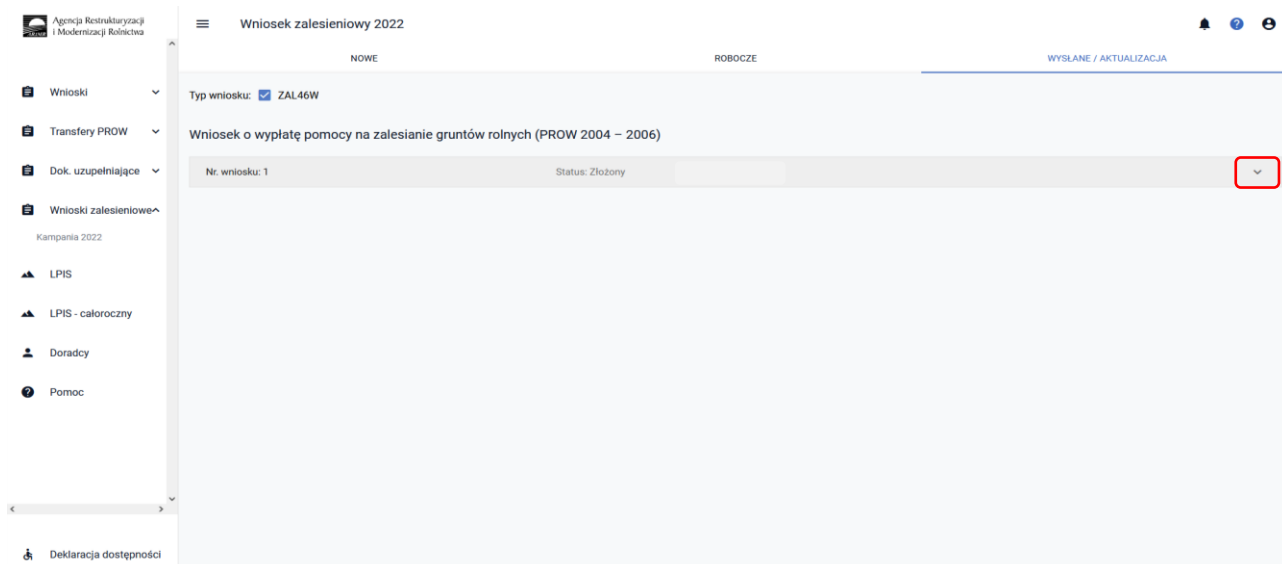 Agencja Restrukturyzacji
i Modernizacji Rolnictwa
Wniosek zalesieniowy 2022
NOWE
ROBOCZE
WYSŁANE / AKTUALIZACJA
Wnioski
Transfery PROW
Dok. uzupełniające
Wnioski zalesieniowe
Kampania 2022
LPIS
LPIS - całoroczny
Doradcy
Pomoc
Deklaracja dostępności
Typ wniosku: ZAL46W
Wniosek o wypłatę pomocy na zalesianie gruntów rolnych (PROW 2004 – 2006)
Nr. wniosku: 1
Status: Złożony